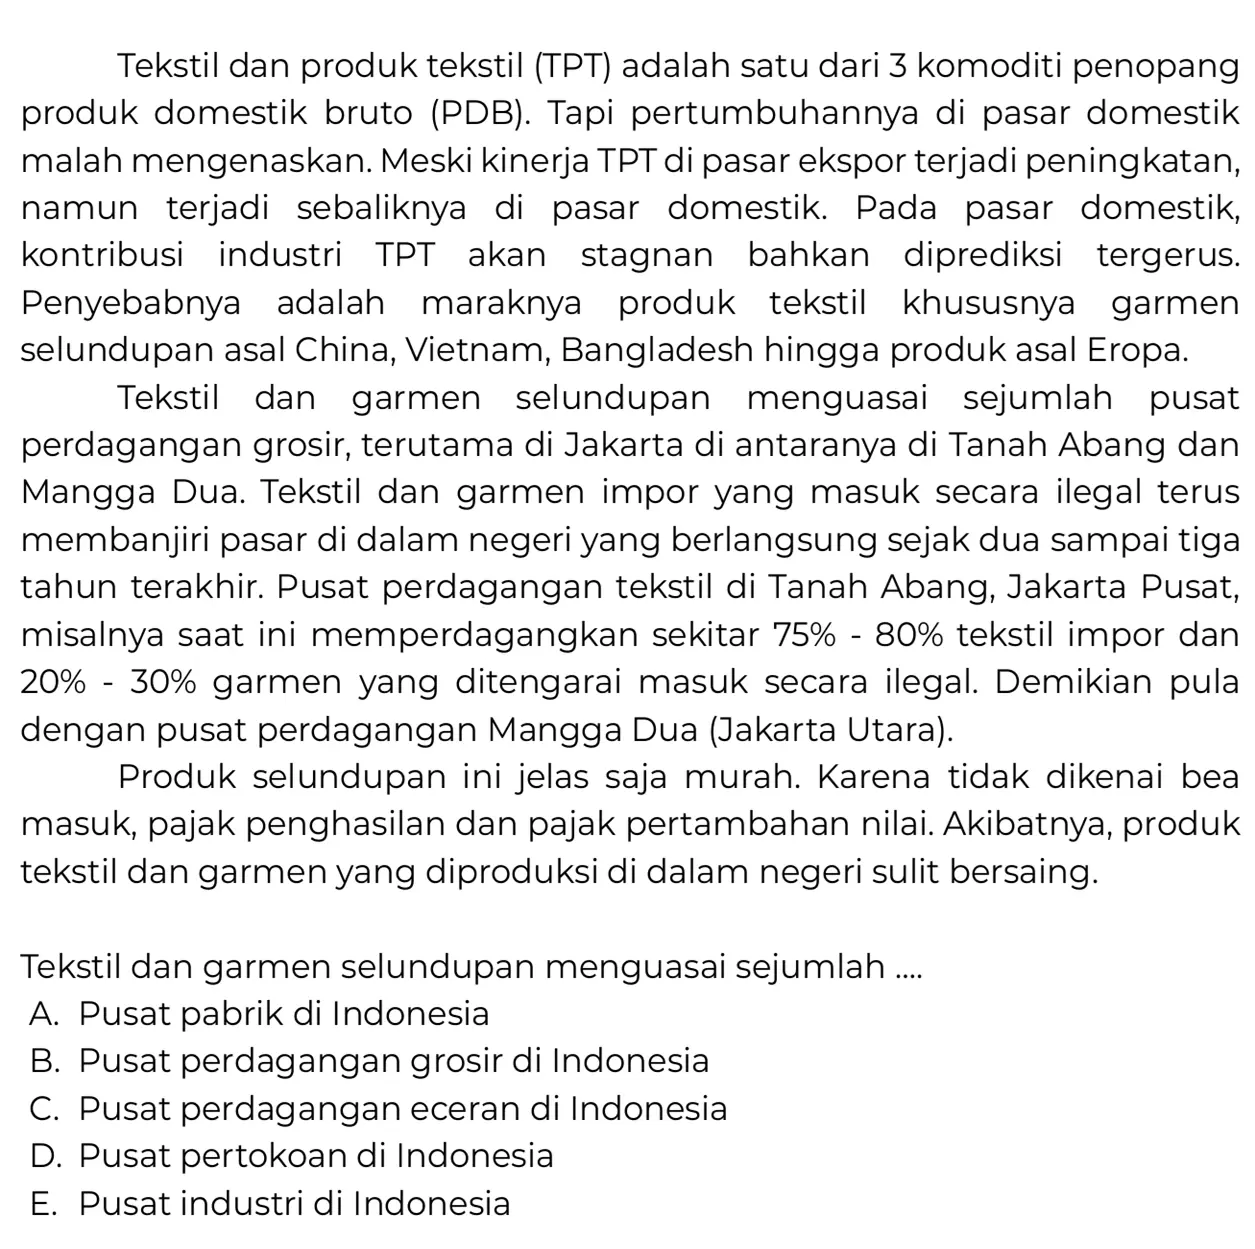 Tekstil dan produk tekstil (TPT) adalah satu dari 3 komoditi penopang
produk domestik bruto (PDB). Tapi pertumbuhannya di pasar domestik
malah mengenaskan. Meski kinerja TPT di pasar ekspor terjadi peningkatan,
namun terjadi sebaliknya di pasar domestik. Pada pasar domestik,
kontribusi industri TPT akan stagnan bahkan diprediksi tergerus.
Penyebabnya adalah maraknya produk tekstil khususnya garmen
selundupan asal China, Vietnam, Bangladesh hingga produk asal Eropa.
Tekstil dan garmen selundupan menguasai sejumlah pusat
perdagangan grosir, terutama di Jakarta di antaranya di Tanah Abang dan
Mangga Dua. Tekstil dan garmen impor yang masuk secara ilegal terus
membanjiri pasar di dalam negeri yang berlangsung sejak dua sampai tiga
tahun terakhir. Pusat perdagangan tekstil di Tanah Abang, Jakarta Pusat,
misalnya saat ini memperdagangkan sekitar 75% - 80% tekstil impor dan
20% - 30% garmen yang ditengarai masuk secara ilegal. Demikian pula
dengan pusat perdagangan Mangga Dua (Jakarta Utara).
Produk selundupan ini jelas saja murah. Karena tidak dikenai bea
masuk, pajak penghasilan dan pajak pertambahan nilai. Akibatnya, produk
tekstil dan garmen yang diproduksi di dalam negeri sulit bersaing.
Tekstil dan garmen selundupan menguasai sejumlah ....
A. Pusat pabrik di Indonesia
B. Pusat perdagangan grosir di Indonesia
C. Pusat perdagangan eceran di Indonesia
D. Pusat pertokoan di Indonesia
E. Pusat industri di Indonesia